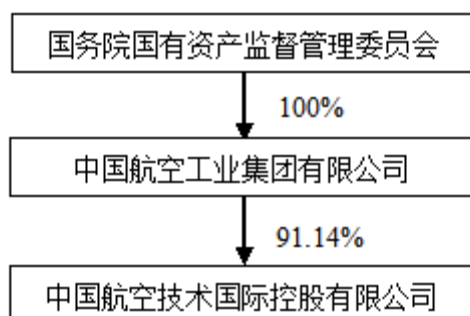 国务院国有资产监督管理委员会
100%
中国航空工业集团有限公司
91.14%
中国航空技术国际控股有限公司